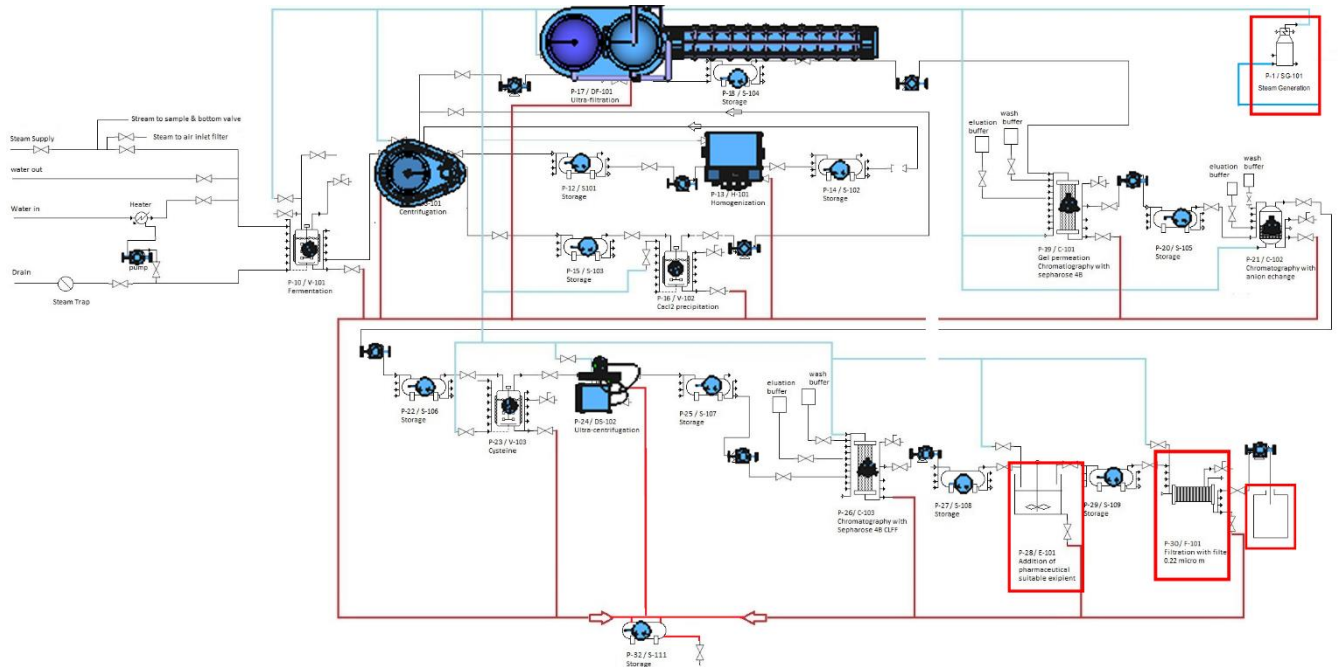 P-17 / DF-101
Ultra-filtration
P-18 / S-104
Storage
P-1 / SG-101
Steam Generation
Stream to sample & bottom valve
Steam to air Inlet filter
Steam Supply
water out
Water in
Heater
pump
Drain
Steam Trap
P-10 / V-101
Fermentation
S-101
Centrifugation
P-12 / S101
Storage
P-13 / H-101
Homogenization
P-14 / S-102
Storage
P-15 / S-103
Storage
P-16 / V-102
Cacl2 precipitation
eluation
buffer
wash
buffer
P-19 / C-101
Gel permeation
Chromatography with
sepharose 4B
P-20 / S-105
Storage
eluation
buffer
wash
buffer
P-21 / C-102
Chromatography with
anion echange
P-22 / S-106
Storage
P-23 / V-103
Cysteine
P-24 / DS-102
Ultra-centrifugation
P-25 / S-107
Storage
eluation
buffer
wash
buffer
P-26 / C-103
Chromatography with
Sepharose 4B CLFF
P-27 / S-108
Storage
P-28 / E-101
Addition of
pharmaceutical
suitable exipient
P-29 / S-109
Storage
P-30 / F-101
Filtration with filte
0.22 micro m
P-32 / S-111
Storage